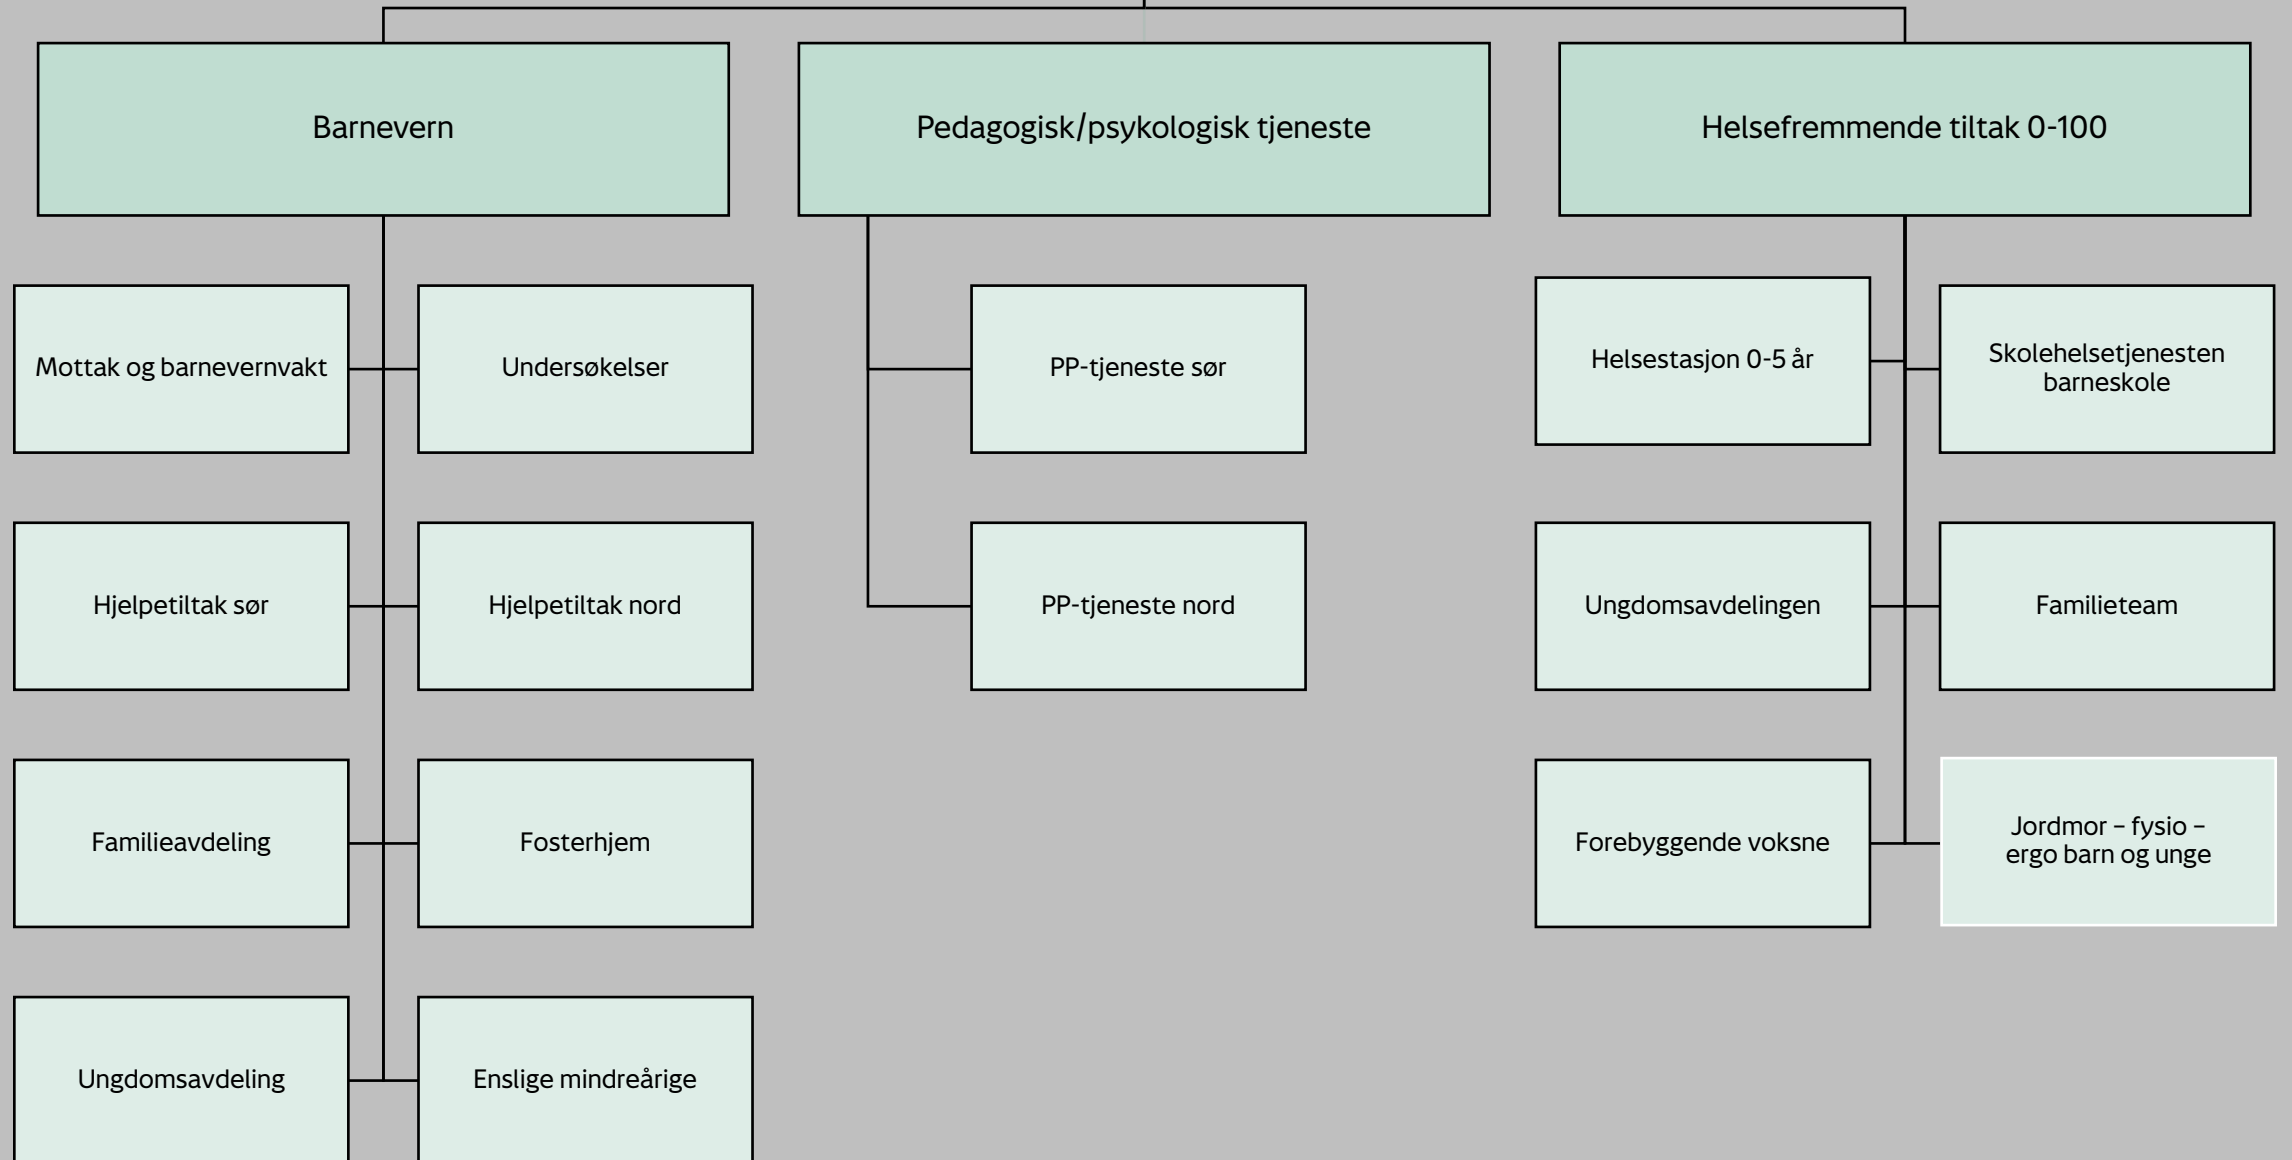 Barnevern
Pedagogisk/psykologisk tjeneste
Helsefremmende tiltak 0-100
Mottak og barnevernvakt
Undersøkelser
PP-tjeneste sør
Helsestasjon 0-5 år
Skolehelsetjenesten
barneskole
Hjelpetiltak sør
Hjelpetiltak nord
PP-tjeneste nord
Ungdomsavdelingen
Familieteam
Familieavdeling
Fosterhjem
Forebyggende voksne
Jordmor – fysio –
ergo barn og unge
Ungdomsavdeling
Enslige mindreårige